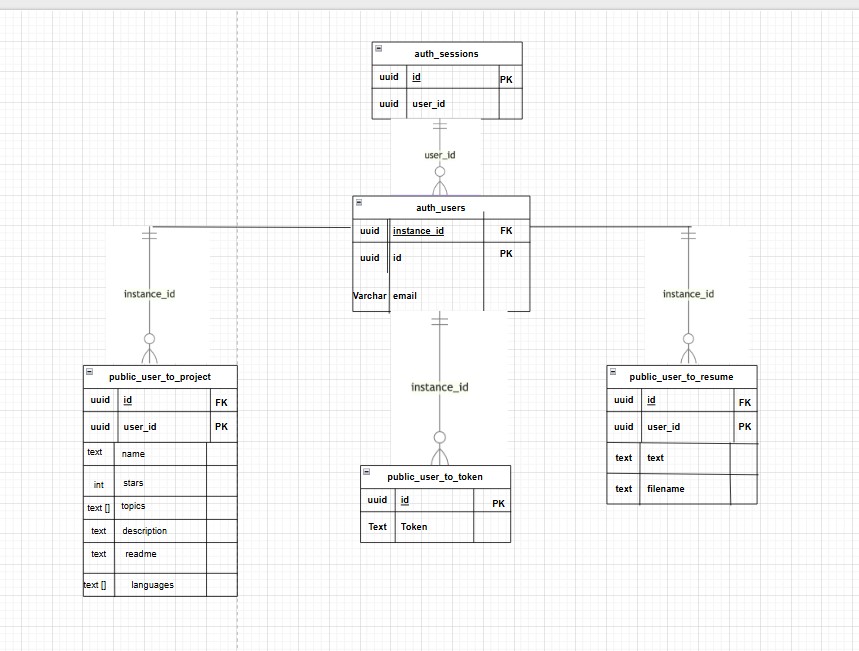 auth_sessions
uuid id PK
uuid user_id
user_id
auth_users
uuid instance_id FK
uuid id PK
Varchar email
instance_id
instance_id
instance_id
public_user_to_project
uuid id FK
uuid user_id PK
text name
int stars
text [] topics
text description
text readme
text [] languages
public_user_to_token
uuid id PK
Text Token
public_user_to_resume
uuid id FK
uuid user_id PK
text text
text filename